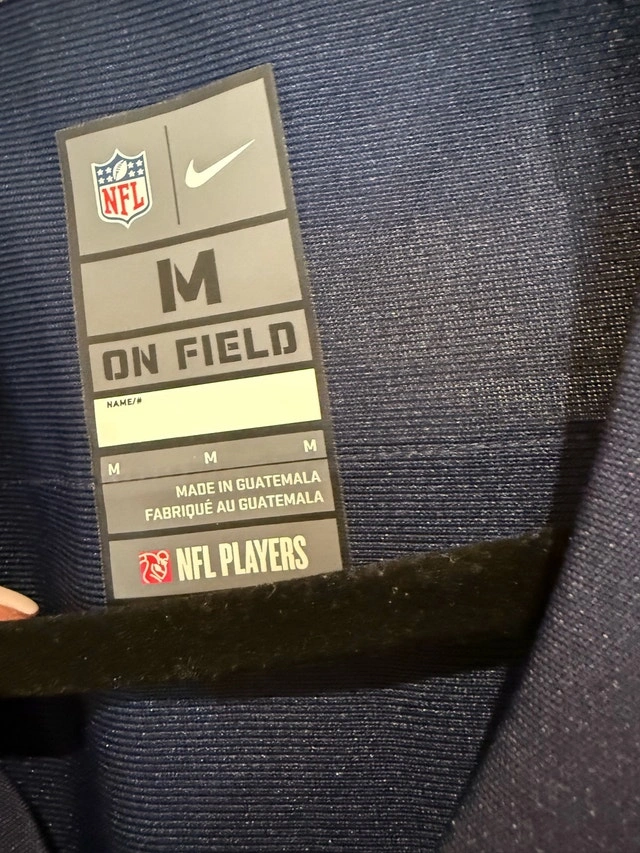 NFL
M
ON FIELD
NAME/#
M M M
MADE IN GUATEMALA
FABRIQUÉ AU GUATEMALA
NFL PLAYERS